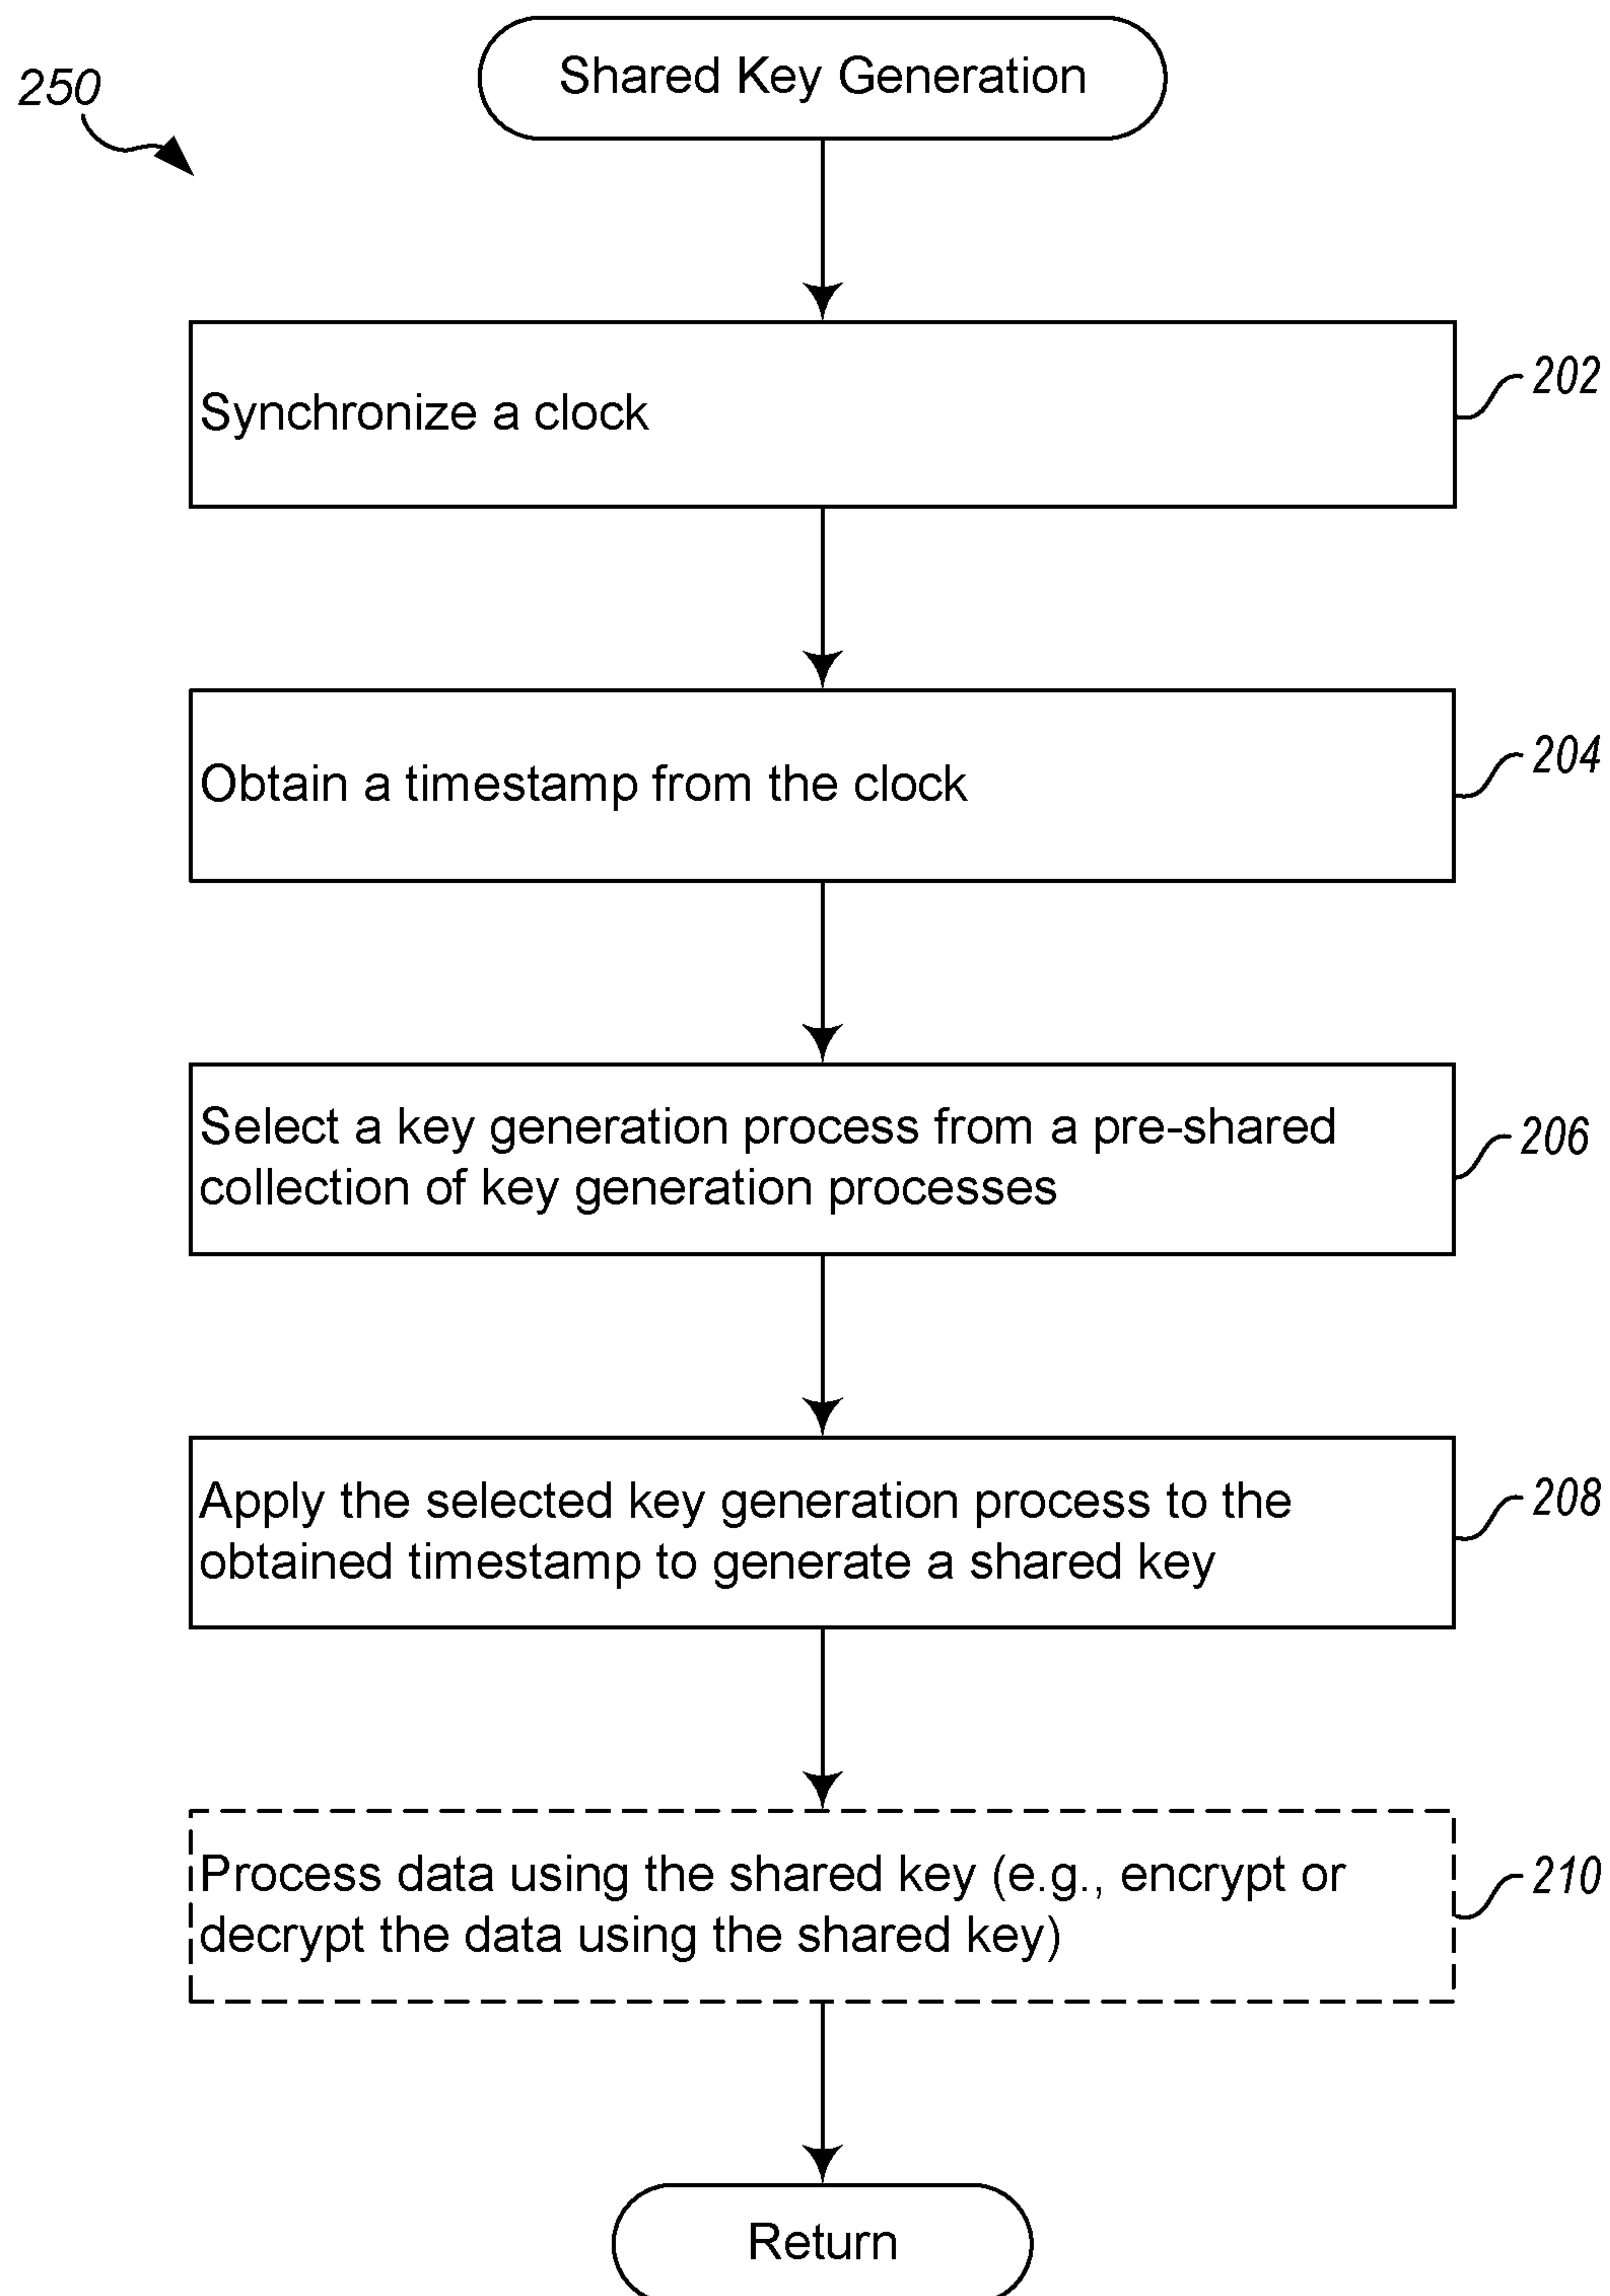 250
Shared Key Generation
Synchronize a clock
202
Obtain a timestamp from the clock
204
Select a key generation process from a pre-shared
collection of key generation processes
206
Apply the selected key generation process to the
obtained timestamp to generate a shared key
208
Process data using the shared key (e.g., encrypt or
decrypt the data using the shared key)
210
Return